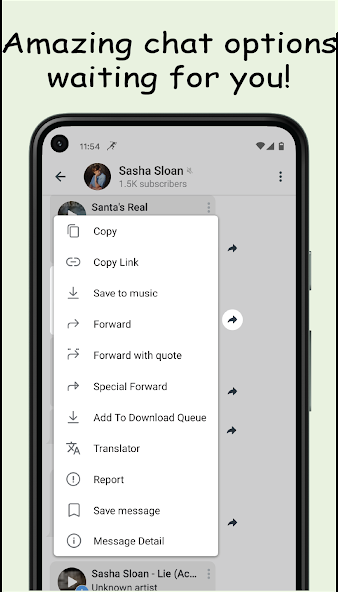 Amazing chat options
waiting for you!
11:54
Sasha Sloan
1.5K subscribers
Santa's Real
Copy
Copy Link
Save to music
Forward
Forward with quote
Special Forward
Add To Download Queue
Translator
Report
Save message
Message Detail
Sasha Sloan - Lie (Ac...
Unknown artist